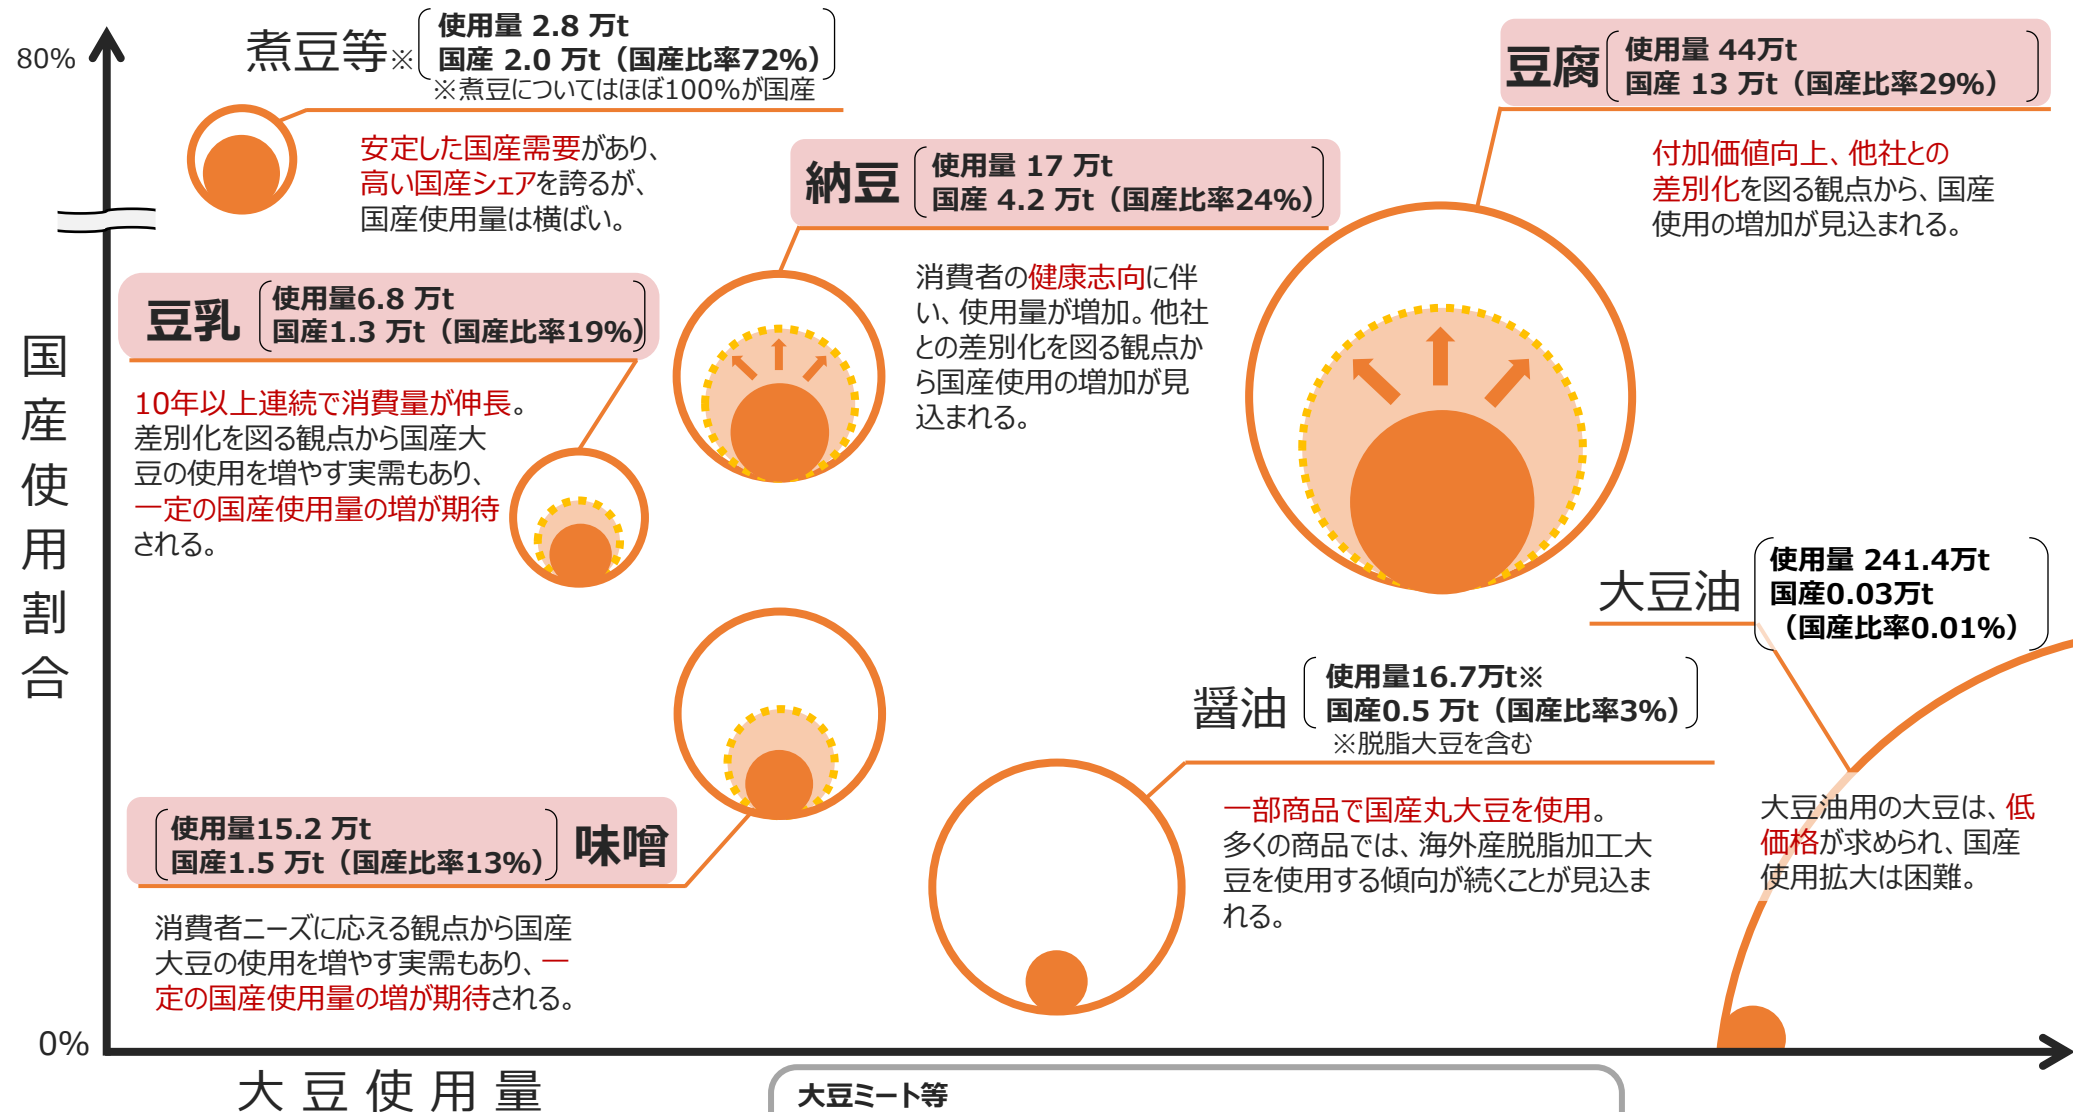 80%
煮豆等※
使用量 2.8 万t
国産 2.0 万t（国産比率72%）
※煮豆についてはほぼ100%が国産
安定した国産需要があり、
高い国産シェアを誇るが、
国産使用量は横ばい。
納豆
使用量 17 万t
国産 4.2 万t（国産比率24%）
消費者の健康志向に伴
い、使用量が増加。他社
との差別化を図る観点か
ら国産使用の増加が見
込まれる。
豆腐
使用量 44万t
国産 13 万t（国産比率29%）
付加価値向上、他社との
差別化を図る観点から、国産
使用の増加が見込まれる。
豆乳
使用量6.8 万t
国産1.3 万t（国産比率19%）
10年以上連続で消費量が伸長。
差別化を図る観点から国産大
豆の使用を増やす実需もあり、
一定の国産使用量の増が期待
される。
国産使用割合
大豆油
使用量 241.4万t
国産0.03万t
（国産比率0.01%）
大豆油用の大豆は、低
価格が求められ、国産
使用拡大は困難。
醤油
使用量16.7万t※
国産0.5 万t（国産比率3%）
※脱脂大豆を含む
一部商品で国産丸大豆を使用。
多くの商品では、海外産脱脂加工大
豆を使用する傾向が続くことが見込ま
れる。
使用量15.2 万t
国産1.5 万t（国産比率13%）
味噌
消費者ニーズに応える観点から国産
大豆の使用を増やす実需もあり、一
定の国産使用量の増が期待される。
0%
大豆使用量
大豆ミート等